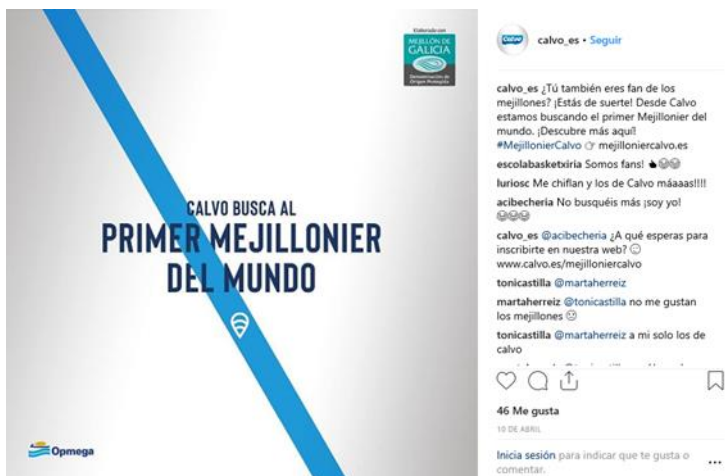 Elaborado con
MEJILLÓN DE
GALICIA
Denominación de
Origen Protegida
CALVO BUSCA AL
PRIMER MEJILLONIER
DEL MUNDO
Opmega
Calvo
calvo_es • Seguir
calvo_es ¿Tú también eres fan de los
mejillones? ¡Estás de suerte! Desde Calvo
estamos buscando el primer Mejillonier del
mundo. ¡Descubre más aquí!
#MejillonierCalvo 👉 mejilloniercalvo.es
escolabasketxiria Somos fans! 👍😂😂
luriosc Me chiflan y los de Calvo máaaas!!!!
acibecheria No busquéis más ¡soy yo!
😂😂😂
calvo_es @acibecheria ¿A qué esperas para
inscribirte en nuestra web? 🙂
www.calvo.es/mejilloniercalvo
tonicastilla @martaherreiz
martaherreiz @tonicastilla no me gustan
los mejillones 🙁
tonicastilla @martaherreiz a mi solo los de
calvo
46 Me gusta
10 DE ABRIL
Inicia sesión para indicar que te gusta o
comentar.